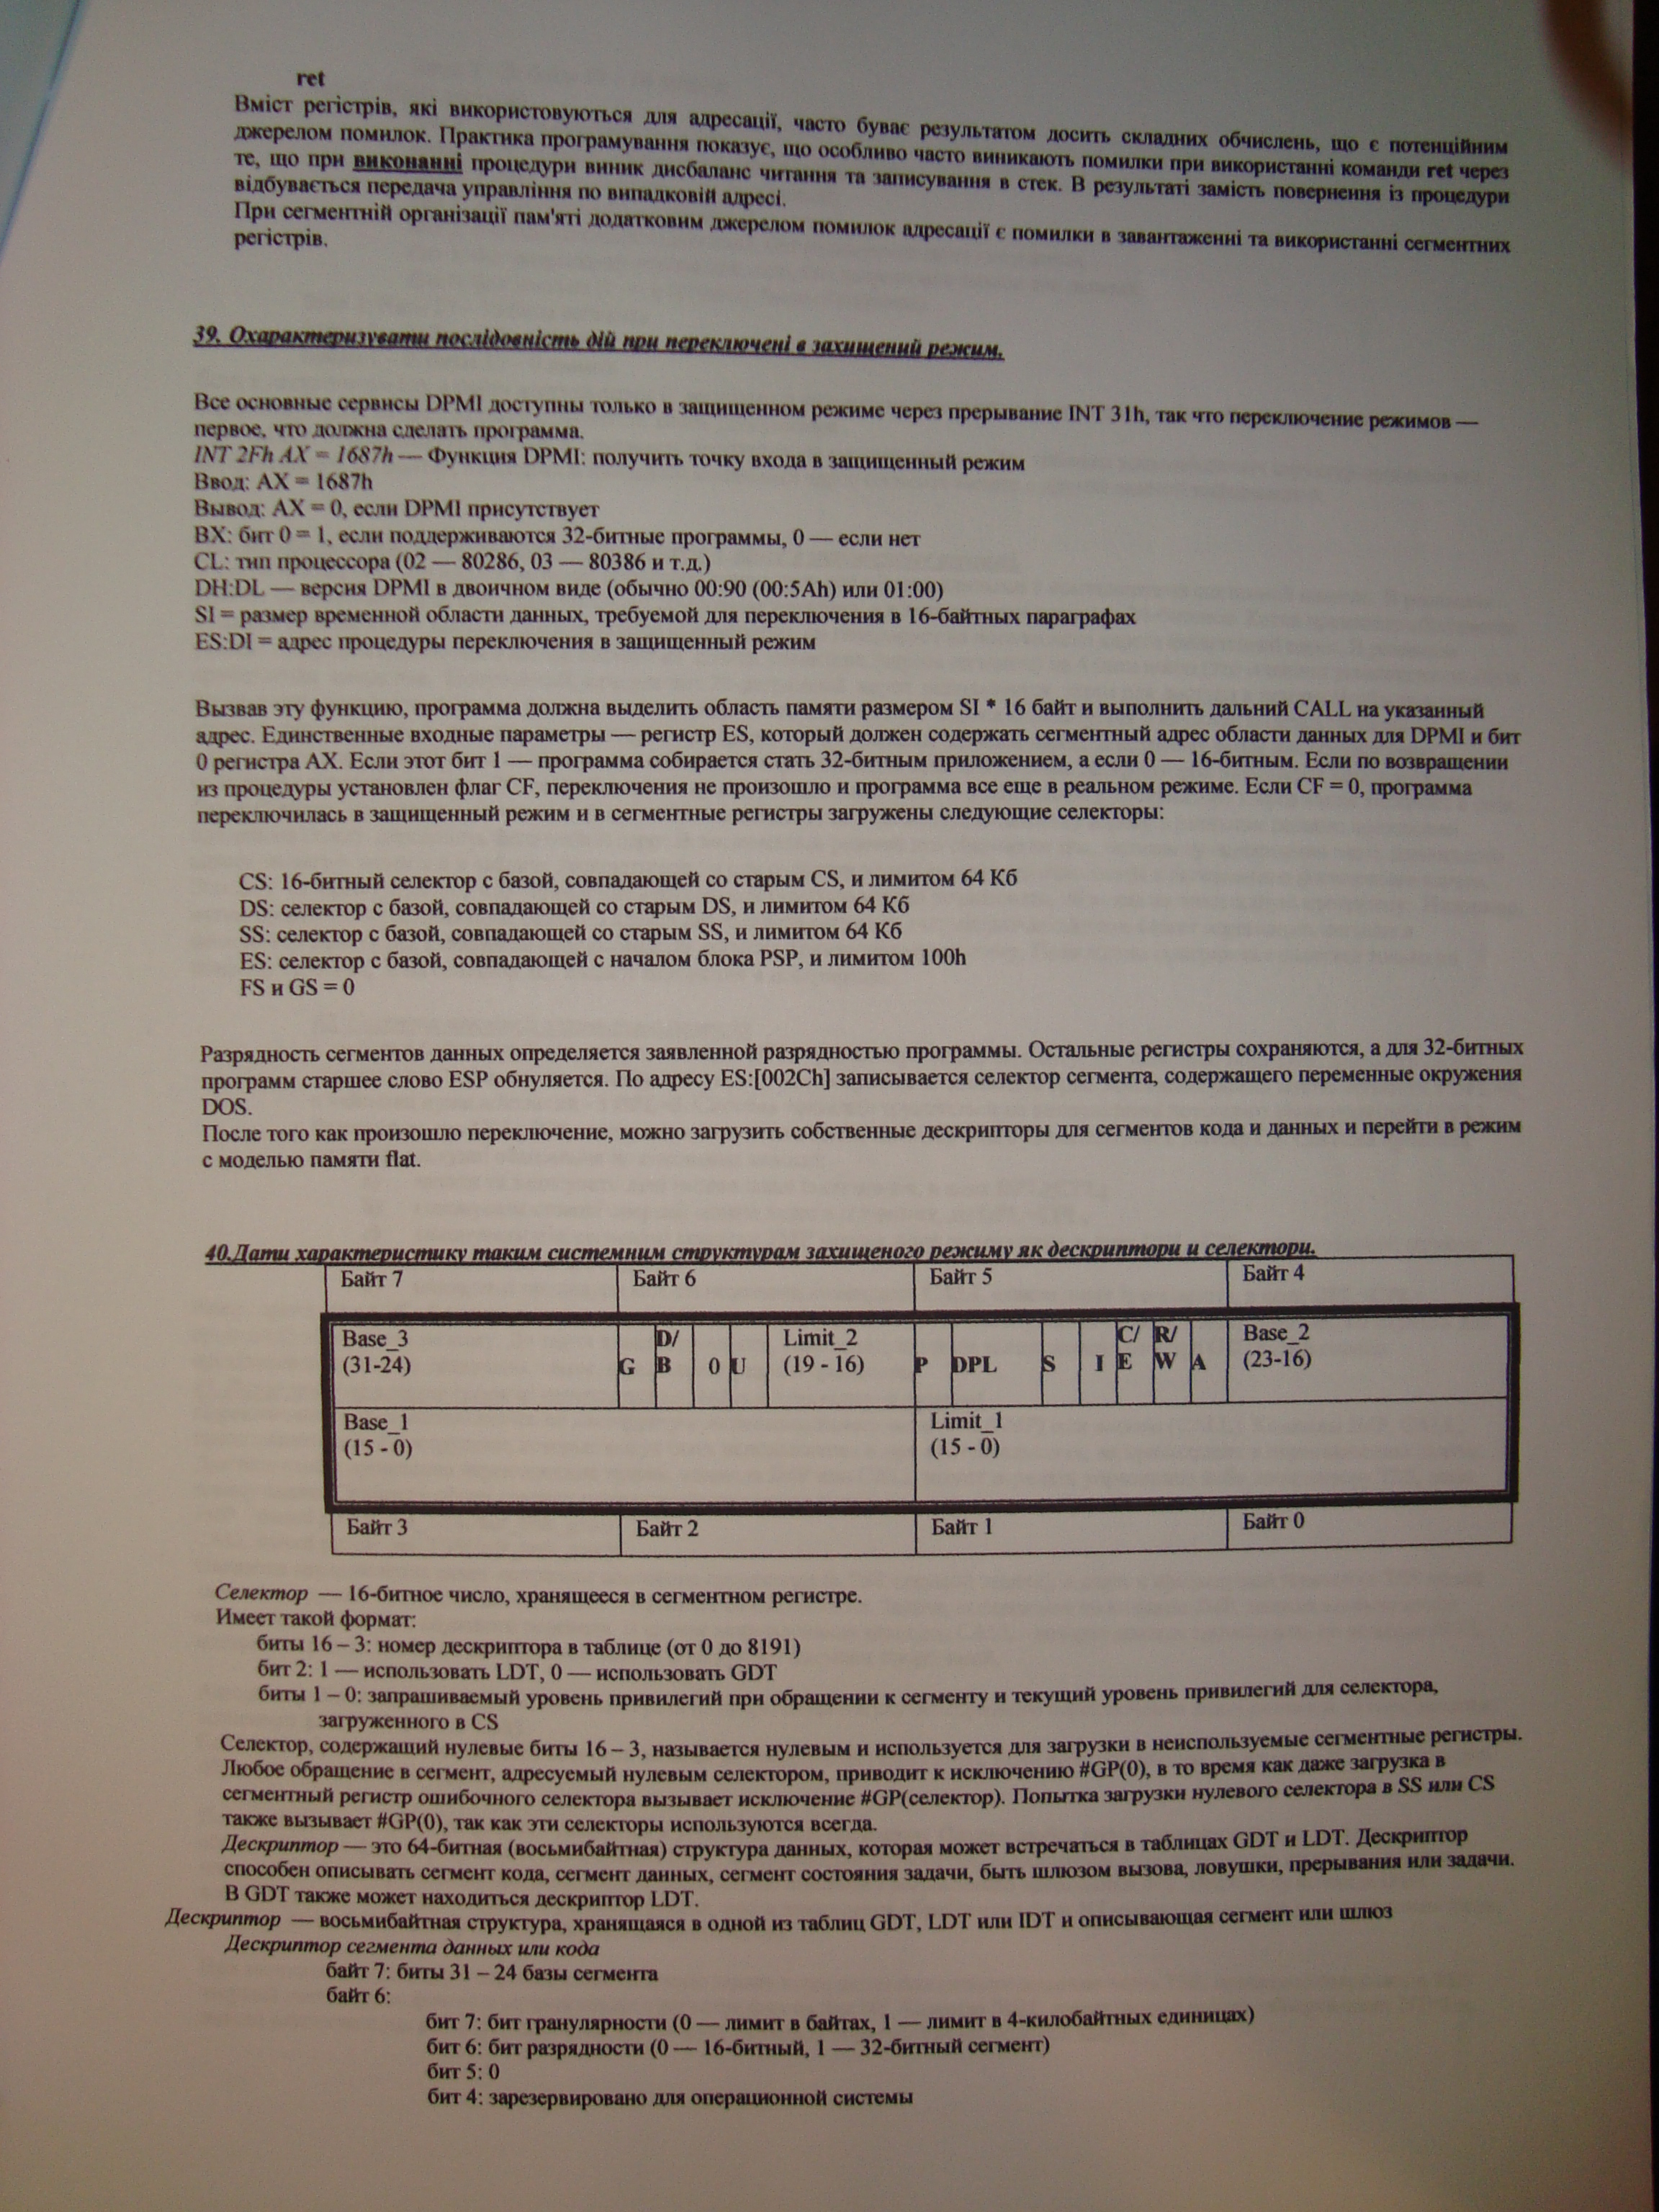 ret
Вміст регістрів, які використовуються для адресації, часто буває результатом досить складних обчислень, що є потенційним
джерелом помилок. Практика програмування показує, що особливо часто виникають помилки при використанні команди ret через
те, що при виконанні процедури виник дисбаланс читання та записування в стек. В результаті замість повернення із процедури
відбувається передача управління по випадковій адресі.
При сегментній організації пам'яті додатковим джерелом помилок адресації є помилки в завантаженні та використанні сегментних
регістрів.
39. Охарактеризувати послідовність дій при переключені в захищений режим.
Все основные сервисы DPMI доступны только в защищенном режиме через прерывание INT 31h, так что переключение режимов —
первое, что должна сделать программа.
INT 2Fh AX = 1687h — Функция DPMI: получить точку входа в защищенный режим
Ввод: AX = 1687h
Вывод: AX = 0, если DPMI присутствует
BX: бит 0 = 1, если поддерживаются 32-битные программы, 0 — если нет
CL: тип процессора (02 — 80286, 03 — 80386 и т.д.)
DH:DL — версия DPMI в двоичном виде (обычно 00:90 (00:5Ah) или 01:00)
SI = размер временной области данных, требуемой для переключения в 16-байтных параграфах
ES:DI = адрес процедуры переключения в защищенный режим
Вызвав эту функцию, программа должна выделить область памяти размером SI * 16 байт и выполнить дальний CALL на указанный
адрес. Единственные входные параметры — регистр ES, который должен содержать сегментный адрес области данных для DPMI и бит
0 регистра AX. Если этот бит 1 — программа собирается стать 32-битным приложением, а если 0 — 16-битным. Если по возвращении
из процедуры установлен флаг CF, переключения не произошло и программа все еще в реальном режиме. Если CF = 0, программа
переключилась в защищенный режим и в сегментные регистры загружены следующие селекторы:
CS: 16-битный селектор с базой, совпадающей со старым CS, и лимитом 64 Кб
DS: селектор с базой, совпадающей со старым DS, и лимитом 64 Кб
SS: селектор с базой, совпадающей со старым SS, и лимитом 64 Кб
ES: селектор с базой, совпадающей с началом блока PSP, и лимитом 100h
FS и GS = 0
Разрядность сегментов данных определяется заявленной разрядностью программы. Остальные регистры сохраняются, а для 32-битных
программ старшее слово ESP обнуляется. По адресу ES:[002Ch] записывается селектор сегмента, содержащего переменные окружения
DOS.
После того как произошло переключение, можно загрузить собственные дескрипторы для сегментов кода и данных и перейти в режим
с моделью памяти flat.
40.Дати характеристику таким системним структурам захищеного режиму як дескриптори и селектори.
Байт 7 Байт 6 Байт 5 Байт 4
Base_3 D/ Limit_2 C/ R/ Base_2
(31-24) G B 0 U (19 - 16) P DPL S I E W A (23-16)
Base_1 Limit_1
(15 - 0) (15 - 0)
Байт 3 Байт 2 Байт 1 Байт 0
Селектор — 16-битное число, хранящееся в сегментном регистре.
Имеет такой формат:
биты 16 – 3: номер дескриптора в таблице (от 0 до 8191)
бит 2: 1 — использовать LDT, 0 — использовать GDT
биты 1 – 0: запрашиваемый уровень привилегий при обращении к сегменту и текущий уровень привилегий для селектора,
загруженного в CS
Селектор, содержащий нулевые биты 16 – 3, называется нулевым и используется для загрузки в неиспользуемые сегментные регистры.
Любое обращение в сегмент, адресуемый нулевым селектором, приводит к исключению #GP(0), в то время как даже загрузка в
сегментный регистр ошибочного селектора вызывает исключение #GP(селектор). Попытка загрузки нулевого селектора в SS или CS
также вызывает #GP(0), так как эти селекторы используются всегда.
Дескриптор — это 64-битная (восьмибайтная) структура данных, которая может встречаться в таблицах GDT и LDT. Дескриптор
способен описывать сегмент кода, сегмент данных, сегмент состояния задачи, быть шлюзом вызова, ловушки, прерывания или задачи.
В GDT также может находиться дескриптор LDT.
Дескриптор — восьмибайтная структура, хранящаяся в одной из таблиц GDT, LDT или IDT и описывающая сегмент или шлюз
Дескриптор сегмента данных или кода
байт 7: биты 31 – 24 базы сегмента
байт 6:
бит 7: бит гранулярности (0 — лимит в байтах, 1 — лимит в 4-килобайтных единицах)
бит 6: бит разрядности (0 — 16-битный, 1 — 32-битный сегмент)
бит 5: 0
бит 4: зарезервировано для операционной системы